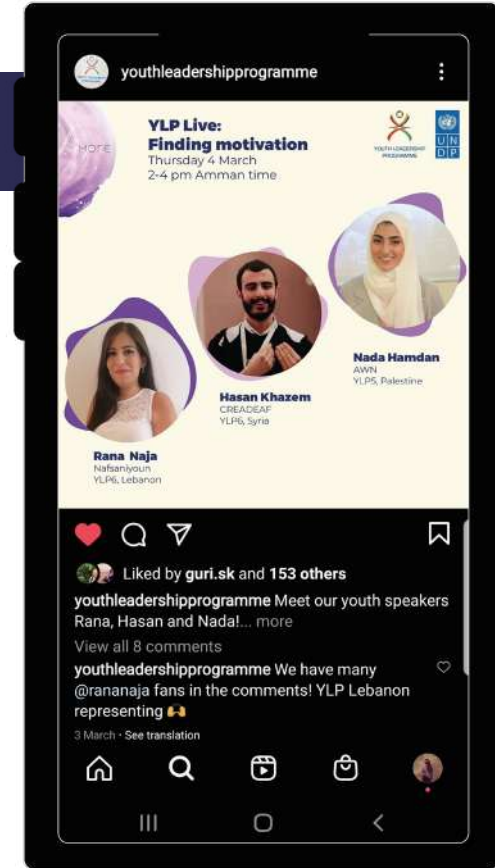 youthleadershipprogramme
MORE
YLP Live:
Finding motivation
Thursday 4 March
2-4 pm Amman time
YOUTH LEADERSHIP
PROGRAMME
U N
D P
Nada Hamdan
AWN
YLP5, Palestine
Hasan Khazem
CREADEAF
YLP6, Syria
Rana Naja
Nafsaniyoun
YLP6, Lebanon
Liked by guri.sk and 153 others
youthleadershipprogramme Meet our youth speakers
Rana, Hasan and Nada!... more
View all 8 comments
youthleadershipprogramme We have many
@rananaja fans in the comments! YLP Lebanon
representing 🙌
3 March · See translation